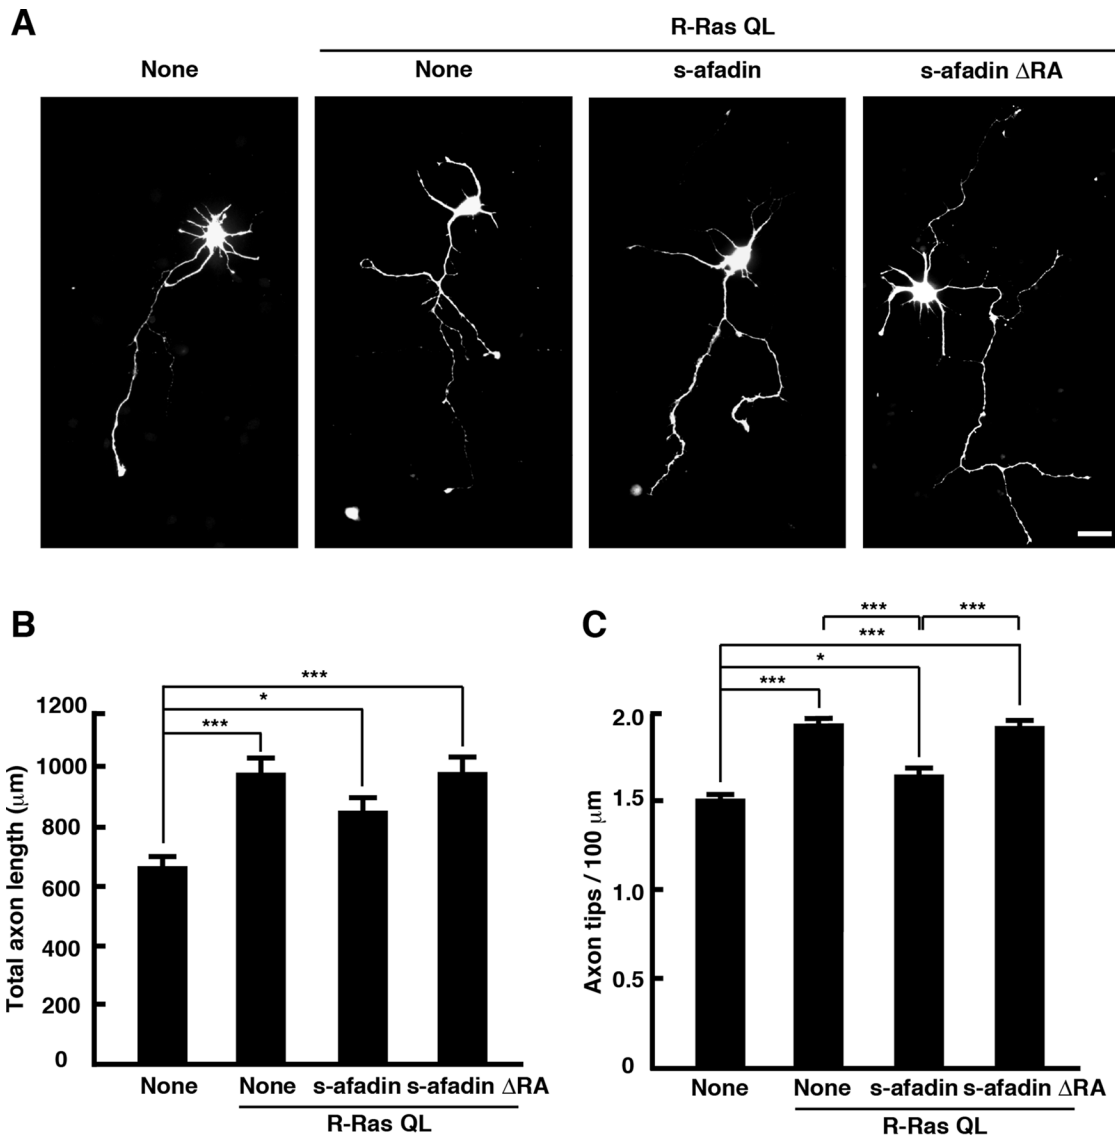 A
R-Ras QL
None
None
s-afadin
s-afadin ΔRA
B
***
*
***
1200
1000
800
600
400
200
0
Total axon length (μm)
None
None
s-afadin
s-afadin ΔRA
R-Ras QL
C
***
***
***
*
***
2.0
1.5
1.0
0.5
0
Axon tips / 100 μm
None
None
s-afadin
s-afadin ΔRA
R-Ras QL